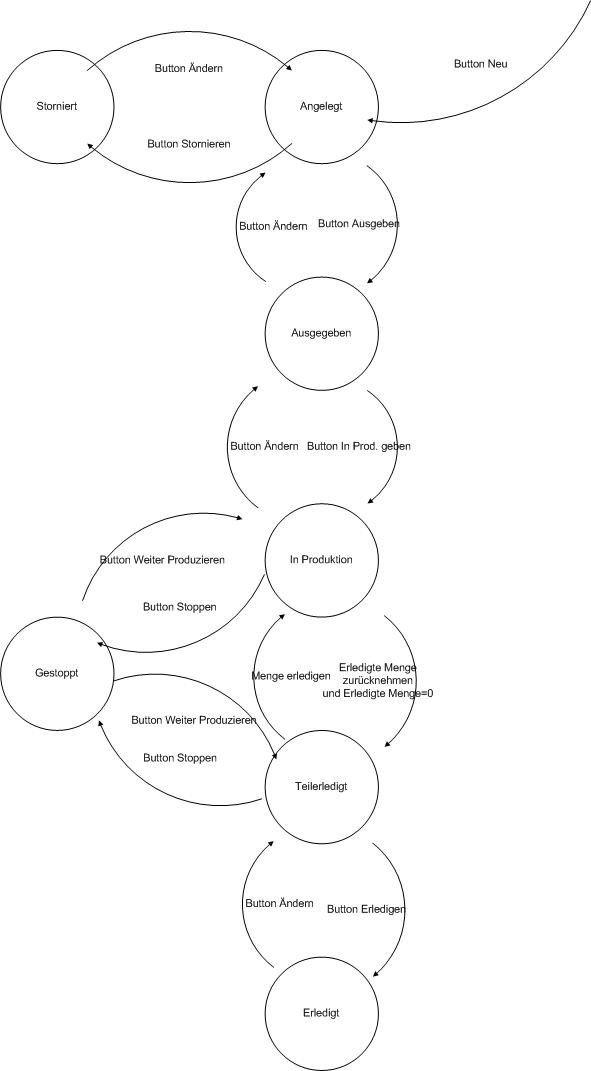 Button Neu
Button Ändern
Storniert
Angelegt
Button Stornieren
Button Ändern
Button Ausgeben
Ausgegeben
Button Ändern
Button In Prod. geben
Button Weiter Produzieren
In Produktion
Button Stoppen
Gestoppt
Menge erledigen
Erledigte Menge
zurücknehmen
und Erledigte Menge=0
Button Weiter Produzieren
Button Stoppen
Teilerledigt
Button Ändern
Button Erledigen
Erledigt